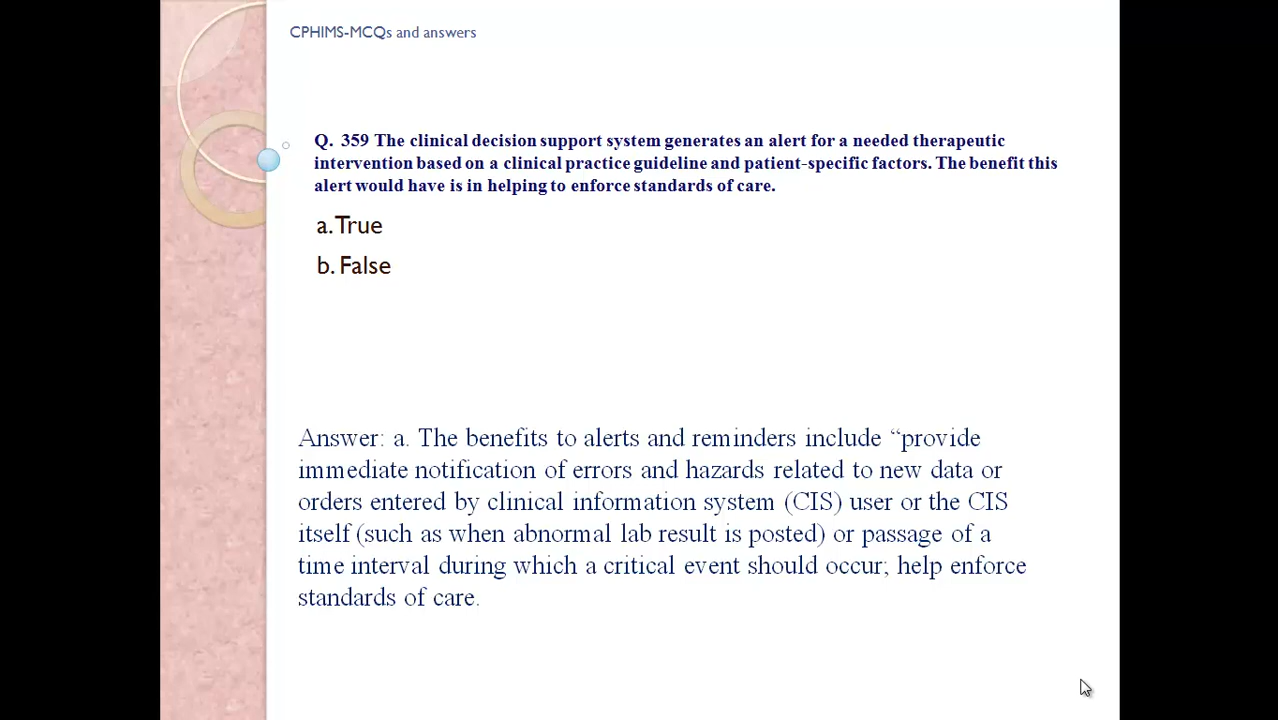 CPHIMS-MCQs and answers
Q. 359 The clinical decision support system generates an alert for a needed therapeutic
intervention based on a clinical practice guideline and patient-specific factors. The benefit this
alert would have is in helping to enforce standards of care.
a. True
b. False
Answer: a. The benefits to alerts and reminders include “provide
immediate notification of errors and hazards related to new data or
orders entered by clinical information system (CIS) user or the CIS
itself (such as when abnormal lab result is posted) or passage of a
time interval during which a critical event should occur; help enforce
standards of care.